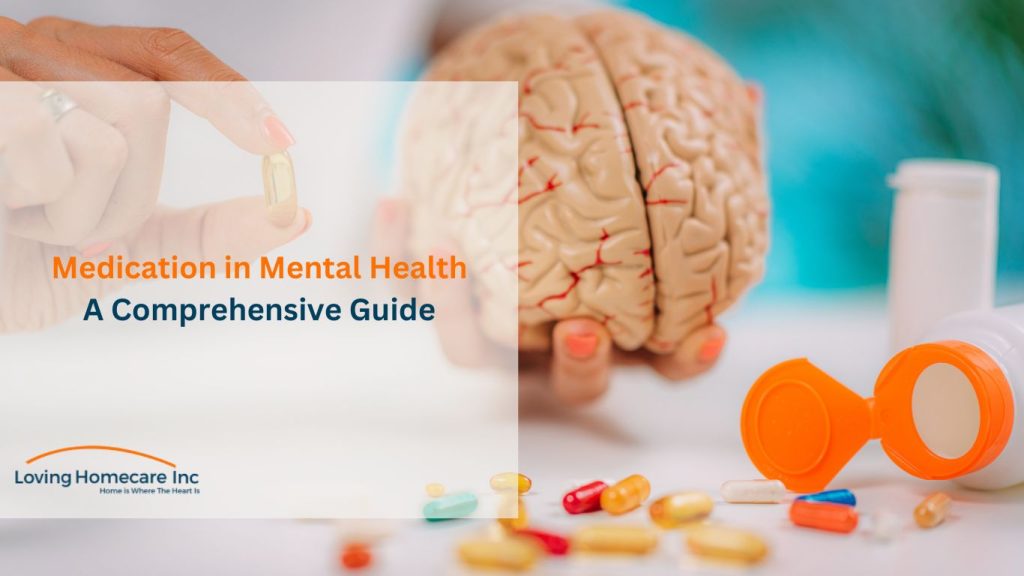 Medication in Mental Health
A Comprehensive Guide
Loving Homecare Inc
Home is Where The Heart Is